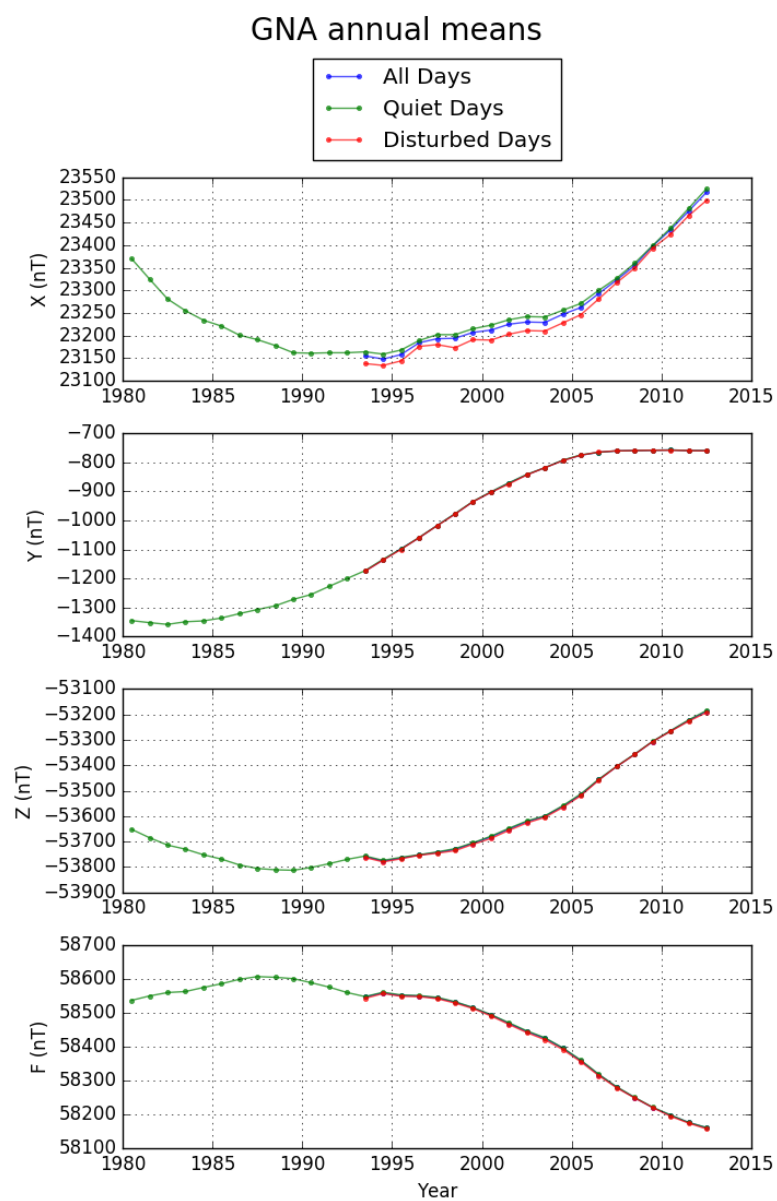 GNA annual means
All Days
Quiet Days
Disturbed Days
23550
23500
23450
23400
23350
23300
23250
23200
23150
23100
X (nT)
1980 1985 1990 1995 2000 2005 2010 2015
−700
−800
−900
−1000
−1100
−1200
−1300
−1400
Y (nT)
1980 1985 1990 1995 2000 2005 2010 2015
−53100
−53200
−53300
−53400
−53500
−53600
−53700
−53800
−53900
Z (nT)
1980 1985 1990 1995 2000 2005 2010 2015
58700
58600
58500
58400
58300
58200
58100
F (nT)
1980 1985 1990 1995 2000 2005 2010 2015
Year